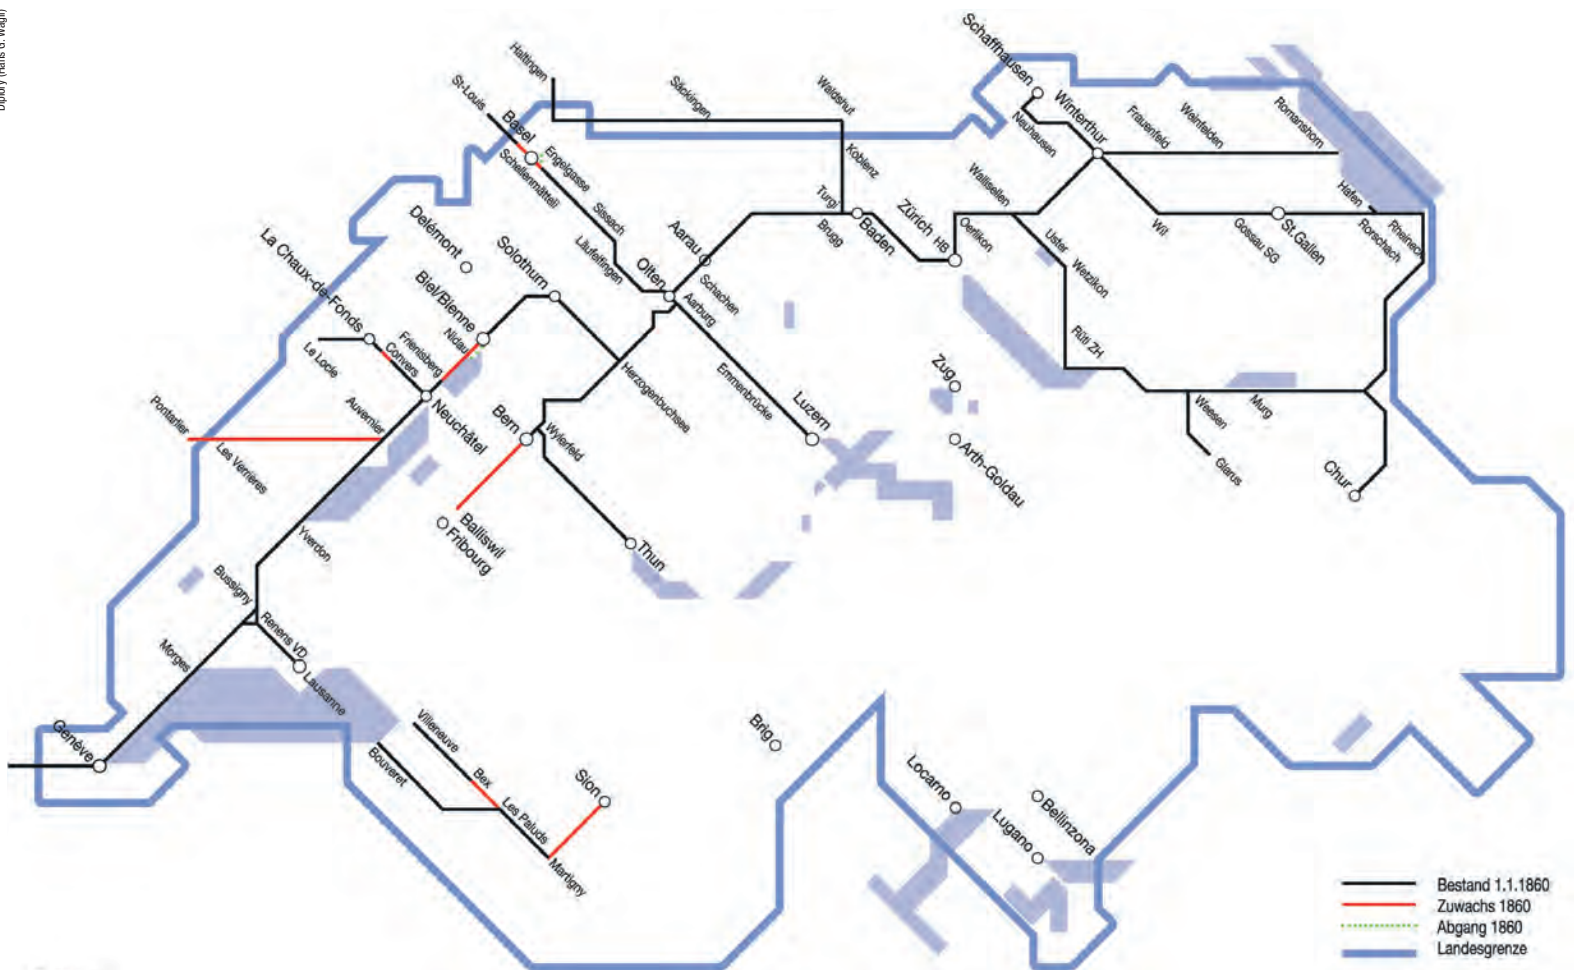 Diplory (Hans G. Wägli)
Schaffhausen
Haltingen
St-Louis
Säckingen
Waldshut
Winterthur
Neuhausen
Frauenfeld
Weinfelden
Romanshorn
Basel
Engelgasse
Schellenmätteli
Koblenz
Sissach
Läufelfingen
Turgi
Brugg
Baden
Zürich HB
Oerlikon
Wallisellen
Uster
Wetzikon
Rüti ZH
Wil
Gossau SG
St.Gallen
Hafen
Rorschach
Rheineck
Delémont
La Chaux-de-Fonds
Solothurn
Biel/Bienne
Aarau
Schachen
Olten
Aarburg
Nidau
Frienisberg
Convers
Le Locle
Neuchâtel
Auvernier
Pontarlier
Les Verrières
Herzogenbuchsee
Emmenbrücke
Luzern
Zug
Arth-Goldau
Weesen
Murg
Glarus
Chur
Bern
Wylerfeld
Balliswil
Fribourg
Thun
Yverdon
Bussigny
Renens VD
Lausanne
Morges
Genéve
Villeneuve
Bouveret
Bex
Les Paluds
Martigny
Sion
Brig
Locarno
Lugano
Bellinzona
Bestand 1.1.1860
Zuwachs 1860
Abgang 1860
Landesgrenze